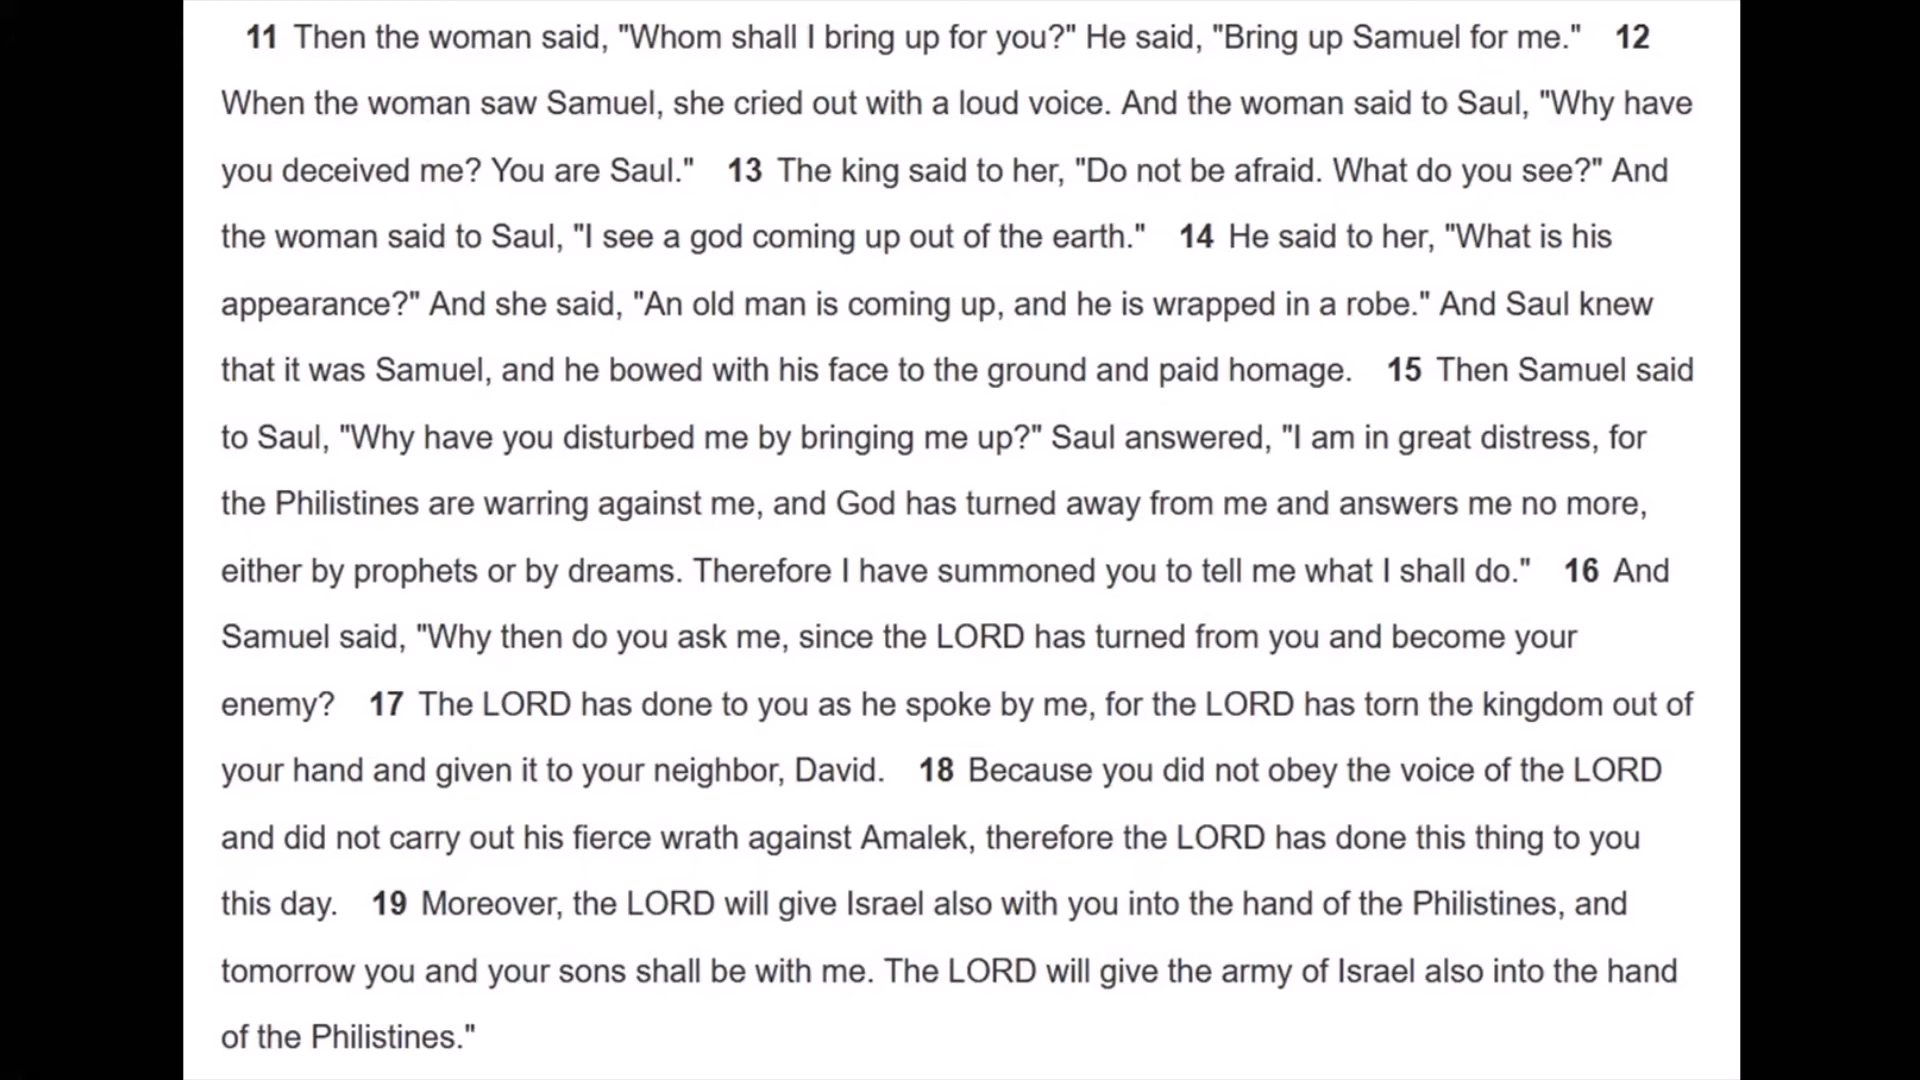 11 Then the woman said, "Whom shall I bring up for you?" He said, "Bring up Samuel for me." 12
When the woman saw Samuel, she cried out with a loud voice. And the woman said to Saul, "Why have
you deceived me? You are Saul." 13 The king said to her, "Do not be afraid. What do you see?" And
the woman said to Saul, "I see a god coming up out of the earth." 14 He said to her, "What is his
appearance?" And she said, "An old man is coming up, and he is wrapped in a robe." And Saul knew
that it was Samuel, and he bowed with his face to the ground and paid homage. 15 Then Samuel said
to Saul, "Why have you disturbed me by bringing me up?" Saul answered, "I am in great distress, for
the Philistines are warring against me, and God has turned away from me and answers me no more,
either by prophets or by dreams. Therefore I have summoned you to tell me what I shall do." 16 And
Samuel said, "Why then do you ask me, since the LORD has turned from you and become your
enemy? 17 The LORD has done to you as he spoke by me, for the LORD has torn the kingdom out of
your hand and given it to your neighbor, David. 18 Because you did not obey the voice of the LORD
and did not carry out his fierce wrath against Amalek, therefore the LORD has done this thing to you
this day. 19 Moreover, the LORD will give Israel also with you into the hand of the Philistines, and
tomorrow you and your sons shall be with me. The LORD will give the army of Israel also into the hand
of the Philistines."